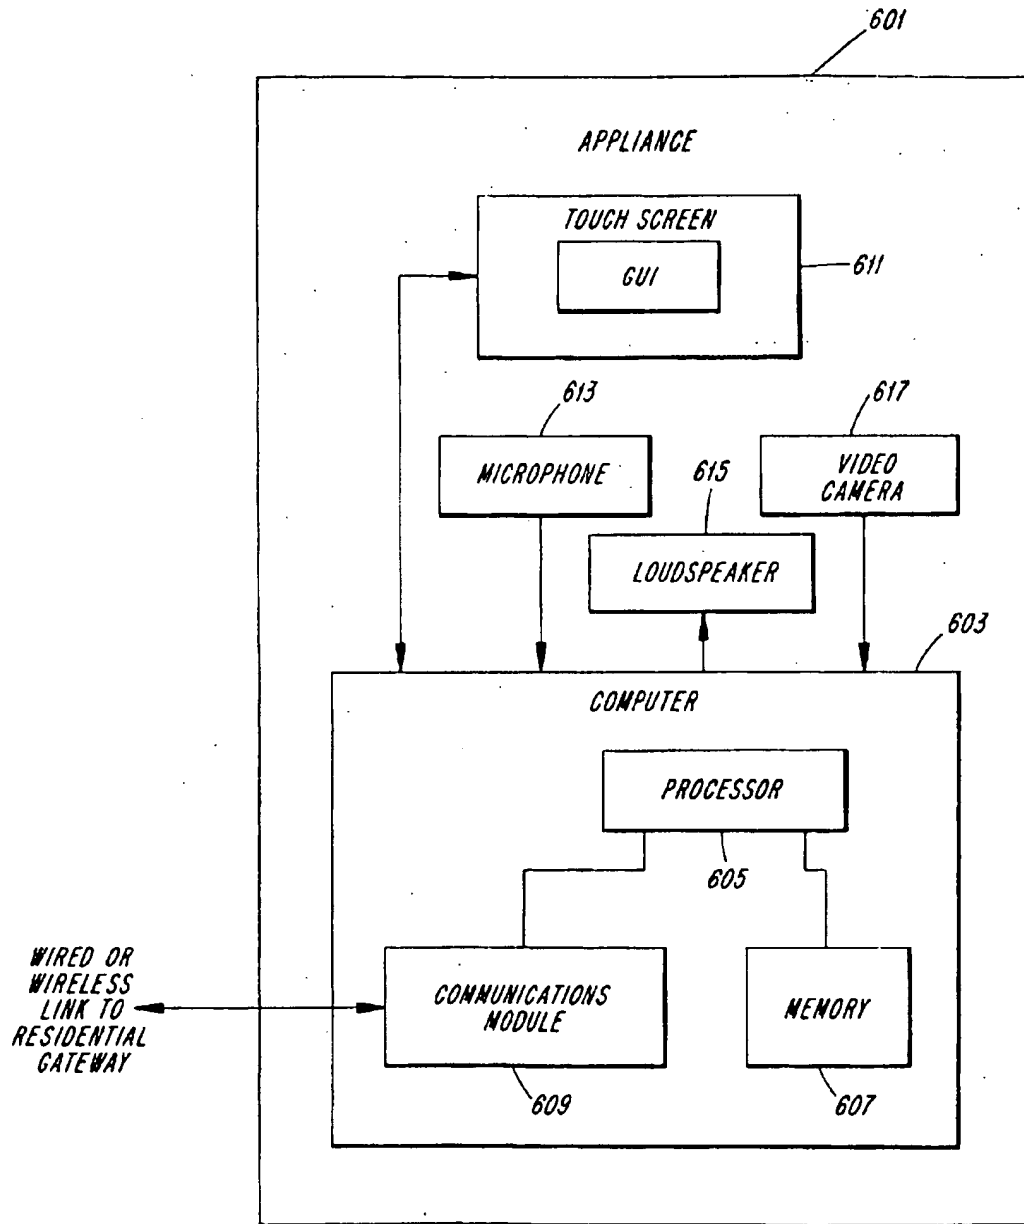 601
APPLIANCE
TOUCH SCREEN
GUI
611
613
617
MICROPHONE
615
VIDEO
CAMERA
LOUDSPEAKER
603
COMPUTER
PROCESSOR
605
WIRED OR
WIRELESS
LINK TO
RESIDENTIAL
GATEWAY
COMMUNICATIONS
MODULE
MEMORY
609
607